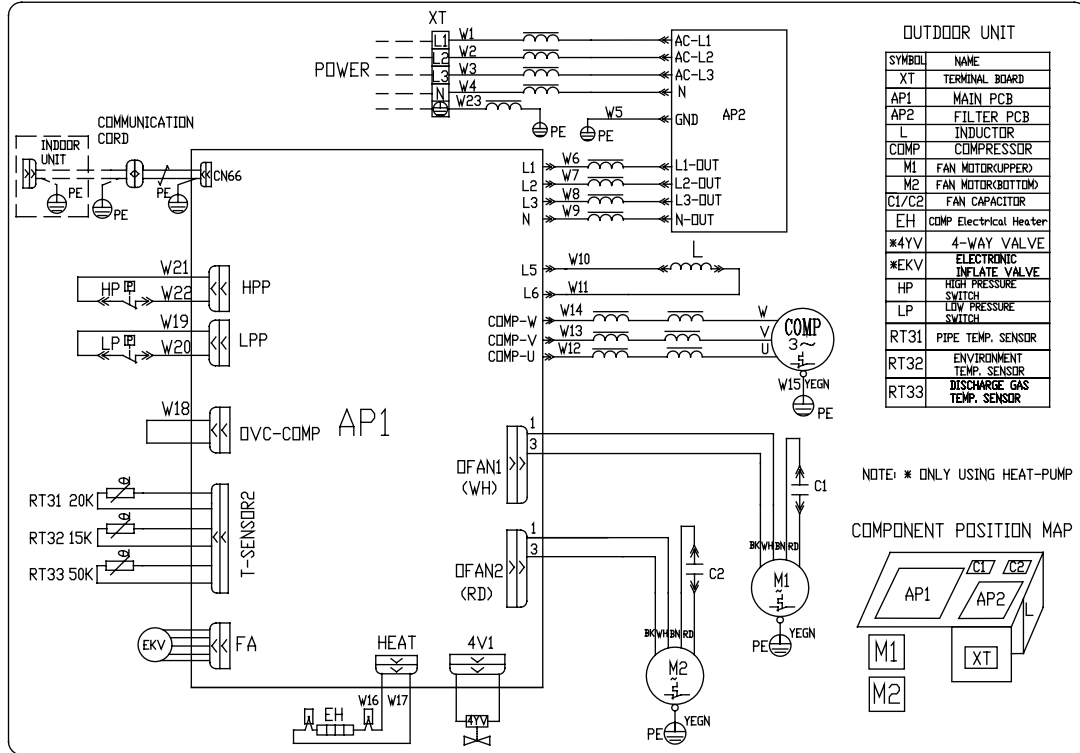 XT
POWER
L1 W1 AC-L1
L2 W2 AC-L2
L3 W3 AC-L3
N W4 N
W23
PE
W5 GND
PE
AP2
W6 L1-OUT
W7 L2-OUT
W8 L3-OUT
W9 N-OUT
COMMUNICATION
CORD
INDOOR
UNIT
PE
PE
PE
CN66
L1
L2
L3
N
W21
HP P W22
HPP
W19
LP P W20
LPP
W18
OVC-COMP
AP1
RT31 20K
RT32 15K
RT33 50K
θ
θ
θ
T-SENSOR2
EKV
FA
HEAT
W16 W17
EH
4V1
4YV
L5 W10
L
L6 W11
COMP-W W14 W
COMP-V W13 V
COMP-U W12 U
COMP
3~
W15 YEGN
PE
OFAN1
(WH)
1
3
OFAN2
(RD)
1
3
C1
BK WH BN RD
M1
~
YEGN
PE
C2
BK WH BN RD
M2
~
YEGN
PE
OUTDOOR UNIT
SYMBOL NAME
XT TERMINAL BOARD
AP1 MAIN PCB
AP2 FILTER PCB
L INDUCTOR
COMP COMPRESSOR
M1 FAN MOTOR(UPPER)
M2 FAN MOTOR(BOTTOM)
C1/C2 FAN CAPACITOR
EH COMP Electrical Heater
*4YV 4-WAY VALVE
*EKV ELECTRONIC
INFLATE VALVE
HP HIGH PRESSURE
SWITCH
LP LOW PRESSURE
SWITCH
RT31 PIPE TEMP. SENSOR
RT32 ENVIRONMENT
TEMP. SENSOR
RT33 DISCHARGE GAS
TEMP. SENSOR
NOTE: * ONLY USING HEAT-PUMP
COMPONENT POSITION MAP
C1 C2
AP1 AP2 L
XT
M1
M2